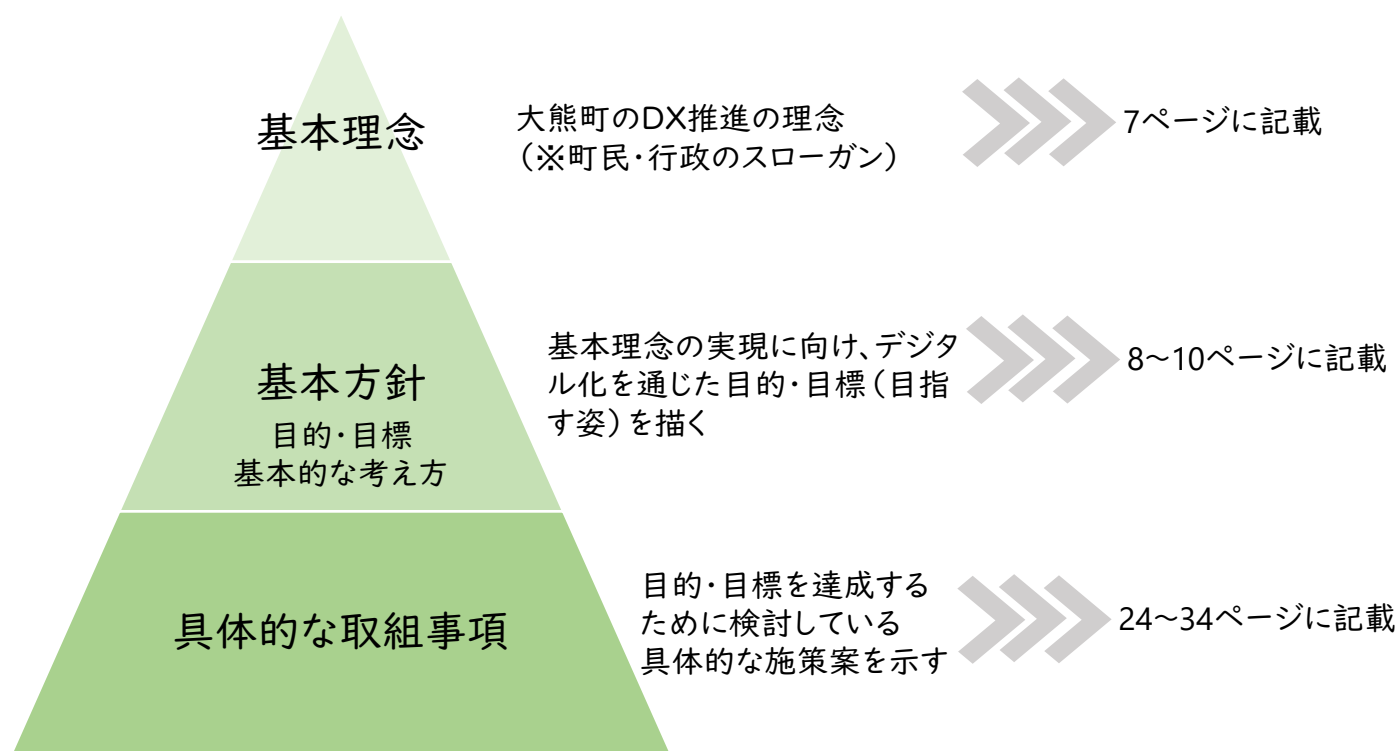 基本理念
大熊町のDX推進の理念
(※町民・行政のスローガン)
7ページに記載
基本方針
目的・目標
基本的な考え方
基本理念の実現に向け、デジタ
ル化を通じた目的・目標(目指
す姿)を描く
8~10ページに記載
具体的な取組事項
目的・目標を達成する
ために検討している
具体的な施策案を示す
24~34ページに記載